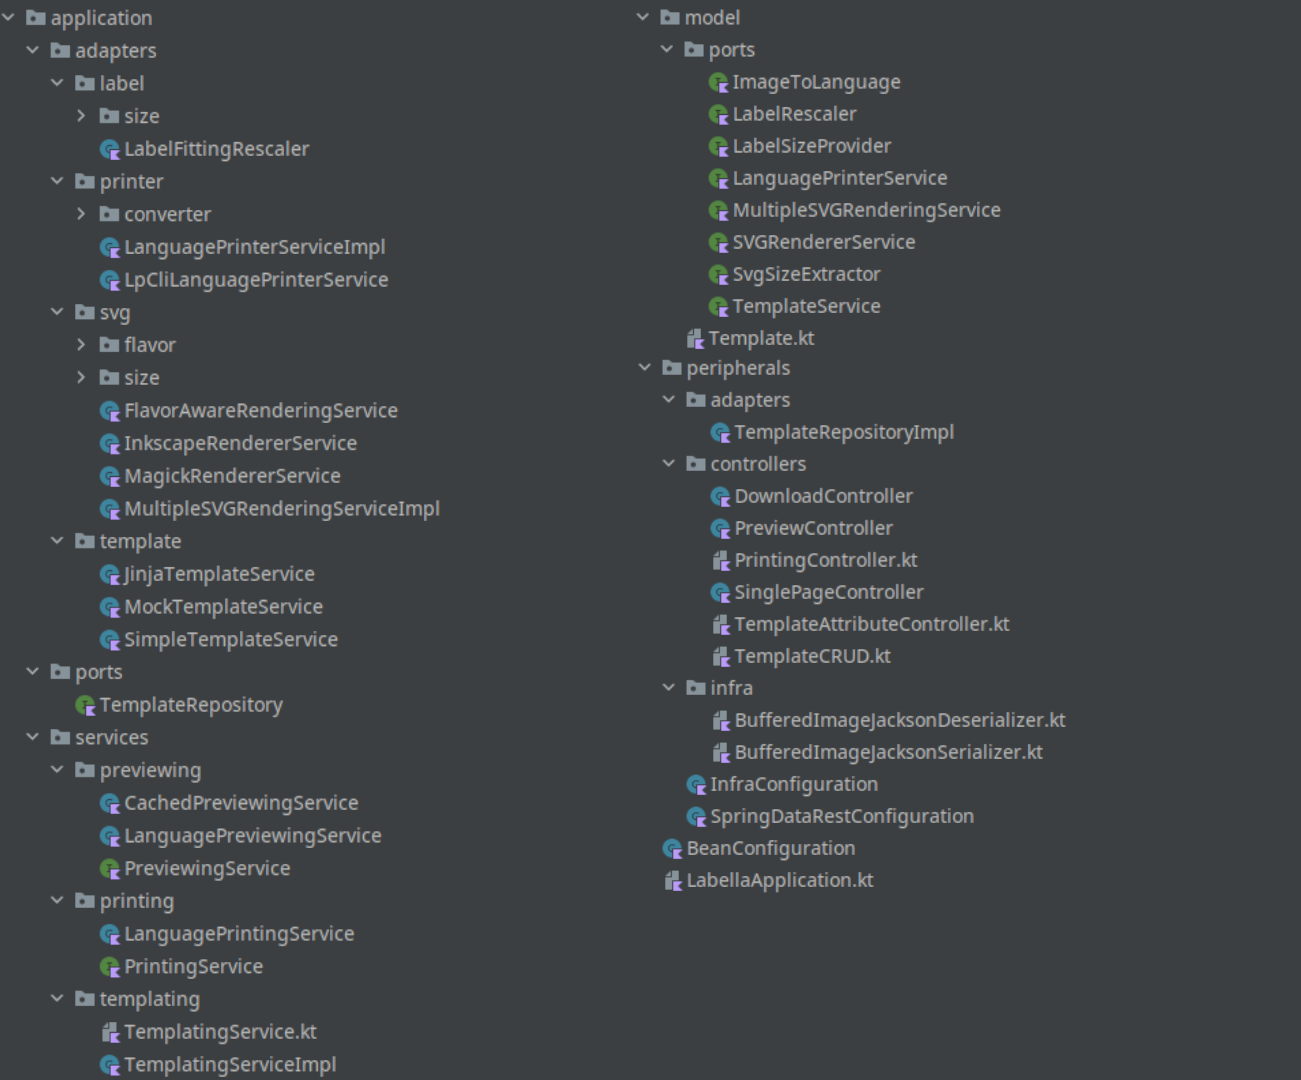 application
adapters
label
size
LabelFittingRescaler
printer
converter
LanguagePrinterServiceImpl
LpCliLanguagePrinterService
svg
flavor
size
FlavorAwareRenderingService
InkscapeRendererService
MagickRendererService
MultipleSVGRenderingServiceImpl
template
JinjaTemplateService
MockTemplateService
SimpleTemplateService
ports
TemplateRepository
services
previewing
CachedPreviewingService
LanguagePreviewingService
PreviewingService
printing
LanguagePrintingService
PrintingService
templating
TemplatingService.kt
TemplatingServiceImpl
model
ports
ImageToLanguage
LabelRescaler
LabelSizeProvider
LanguagePrinterService
MultipleSVGRenderingService
SVGRendererService
SvgSizeExtractor
TemplateService
Template.kt
peripherals
adapters
TemplateRepositoryImpl
controllers
DownloadController
PreviewController
PrintingController.kt
SinglePageController
TemplateAttributeController.kt
TemplateCRUD.kt
infra
BufferedImageJacksonDeserializer.kt
BufferedImageJacksonSerializer.kt
InfraConfiguration
SpringDataRestConfiguration
BeanConfiguration
LabellaApplication.kt